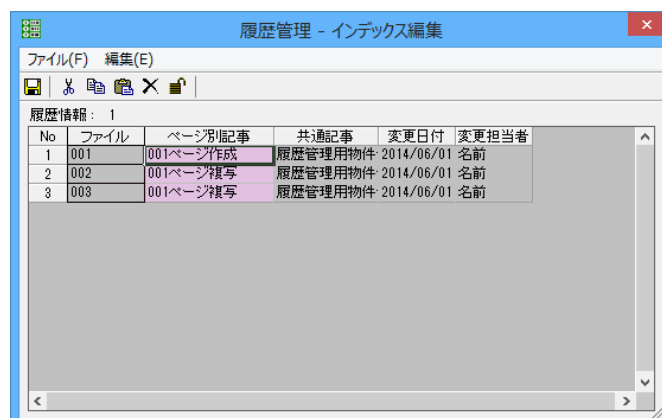 履歴管理 - インデックス編集
ファイル(F) 編集(E)
履歴情報： 1
No ファイル ページ別記事 共通記事 変更日付 変更担当者
1 001 001ページ作成 履歴管理用物件 2014/06/01 名前
2 002 001ページ複写 履歴管理用物件 2014/06/01 名前
3 003 001ページ複写 履歴管理用物件 2014/06/01 名前